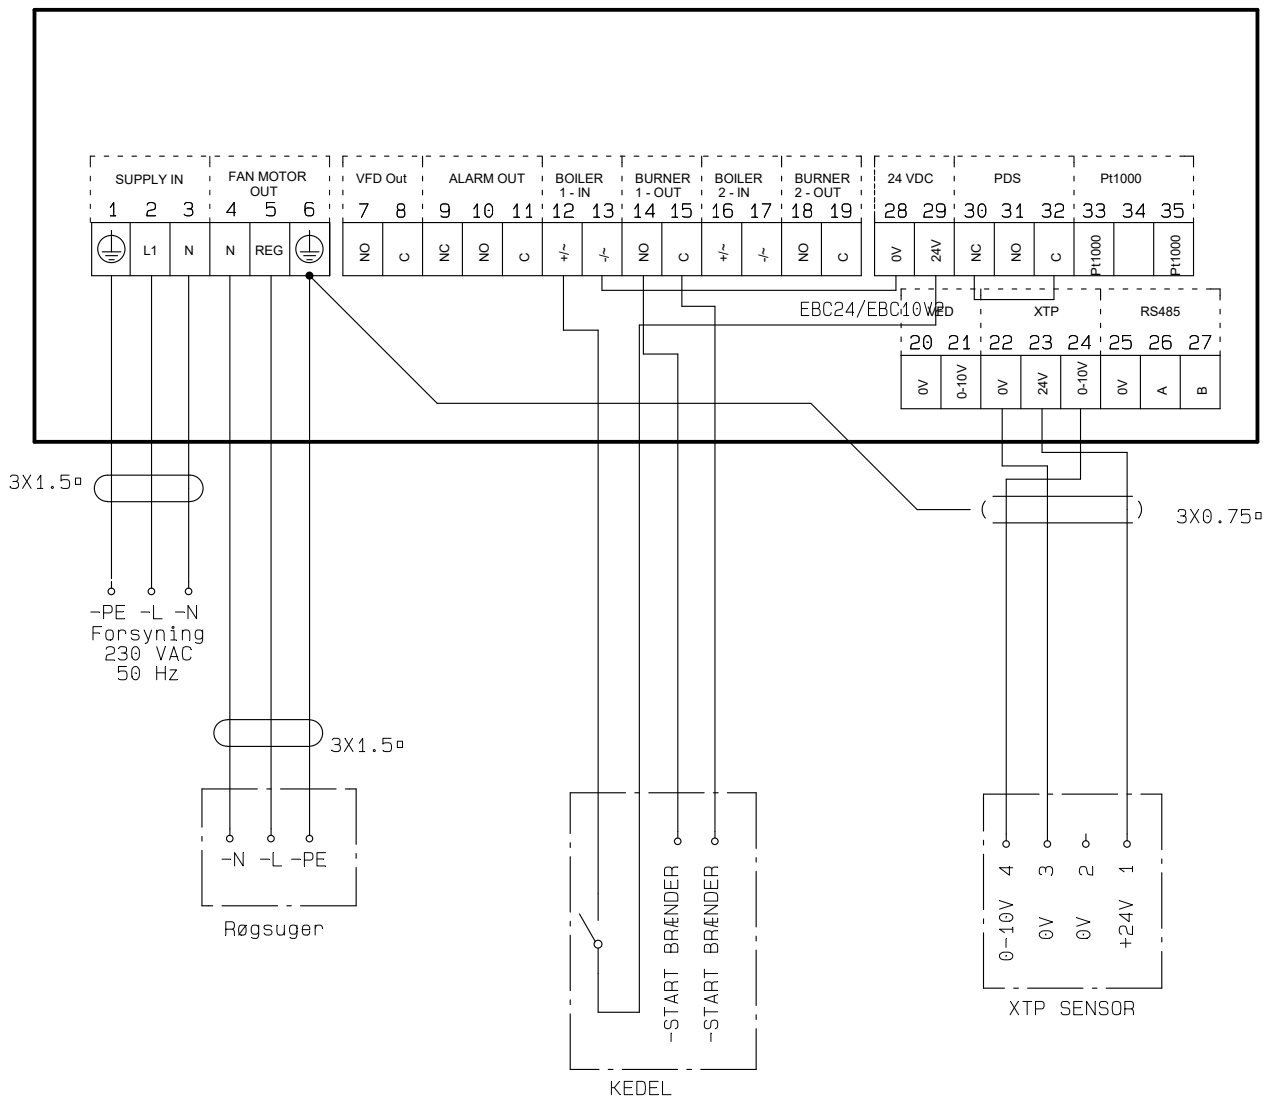 SUPPLY IN
FAN MOTOR
OUT
VFD Out
ALARM OUT
BOILER
1 - IN
BURNER
1 - OUT
BOILER
2 - IN
BURNER
2 - OUT
24 VDC
PDS
Pt1000
1 2 3 4 5 6 7 8 9 10 11 12 13 14 15 16 17 18 19 28 29 30 31 32 33 34 35
L1 N N REG NO C NC NO C +/~ -/~ NO C +/~ -/~ NO C 0V 24V NC NO C Pt1000 Pt1000
EBC24/EBC10V2
VFD
XTP
RS485
20 21 22 23 24 25 26 27
0V 0-10V 0V 24V 0-10V 0V A B
3X1.5
3X0.75
-PE -L -N
Forsyning
230 VAC
50 Hz
3X1.5
-N -L -PE
Røgsuger
-START BRÆNDER
-START BRÆNDER
KEDEL
4 3 2 1
0-10V 0V 0V +24V
XTP SENSOR